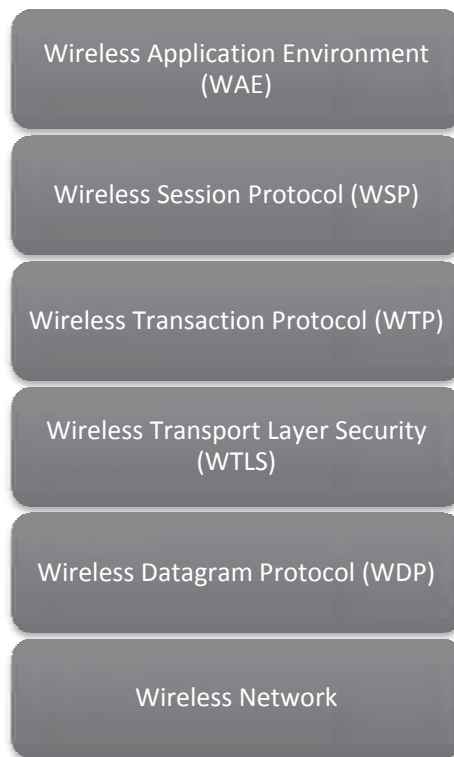 Wireless Application Environment
(WAE)
Wireless Session Protocol (WSP)
Wireless Transaction Protocol (WTP)
Wireless Transport Layer Security
(WTLS)
Wireless Datagram Protocol (WDP)
Wireless Network